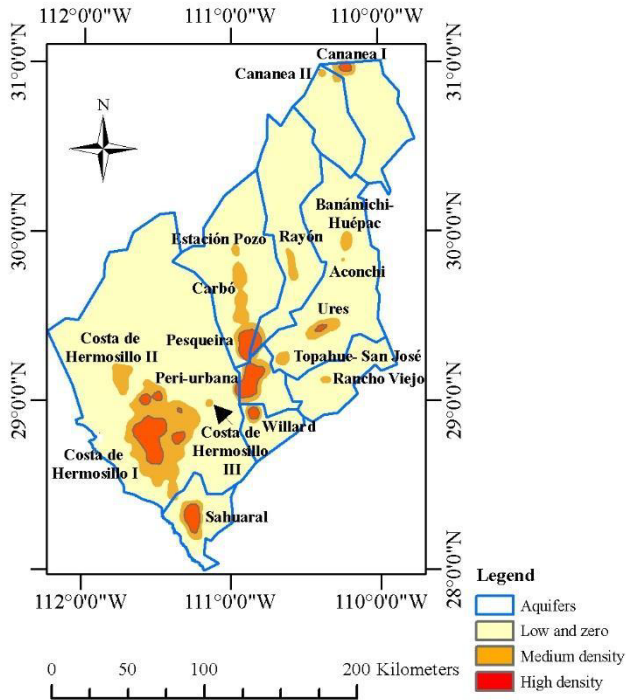 112°0'0"W 111°0'0"W 110°0'0"W
31°0'0"N
31°0'0"N
Cananea I
Cananea II
N
Banámichi-
Huépac
30°0'0"N
30°0'0"N
Estación Pozo
Rayón
Aconchi
Carbó
Ures
Pesqueira
Costa de
Hermosillo II
Topahue- San José
Peri-urbana
Rancho Viejo
29°0'0"N
29°0'0"N
Willard
Costa de
Hermosillo
III
Costa de
Hermosillo I
Sahuaral
28°0'0"N
112°0'0"W 111°0'0"W 110°0'0"W
Legend
Aquifers
Low and zero
Medium density
High density
0 50 100 200 Kilometers